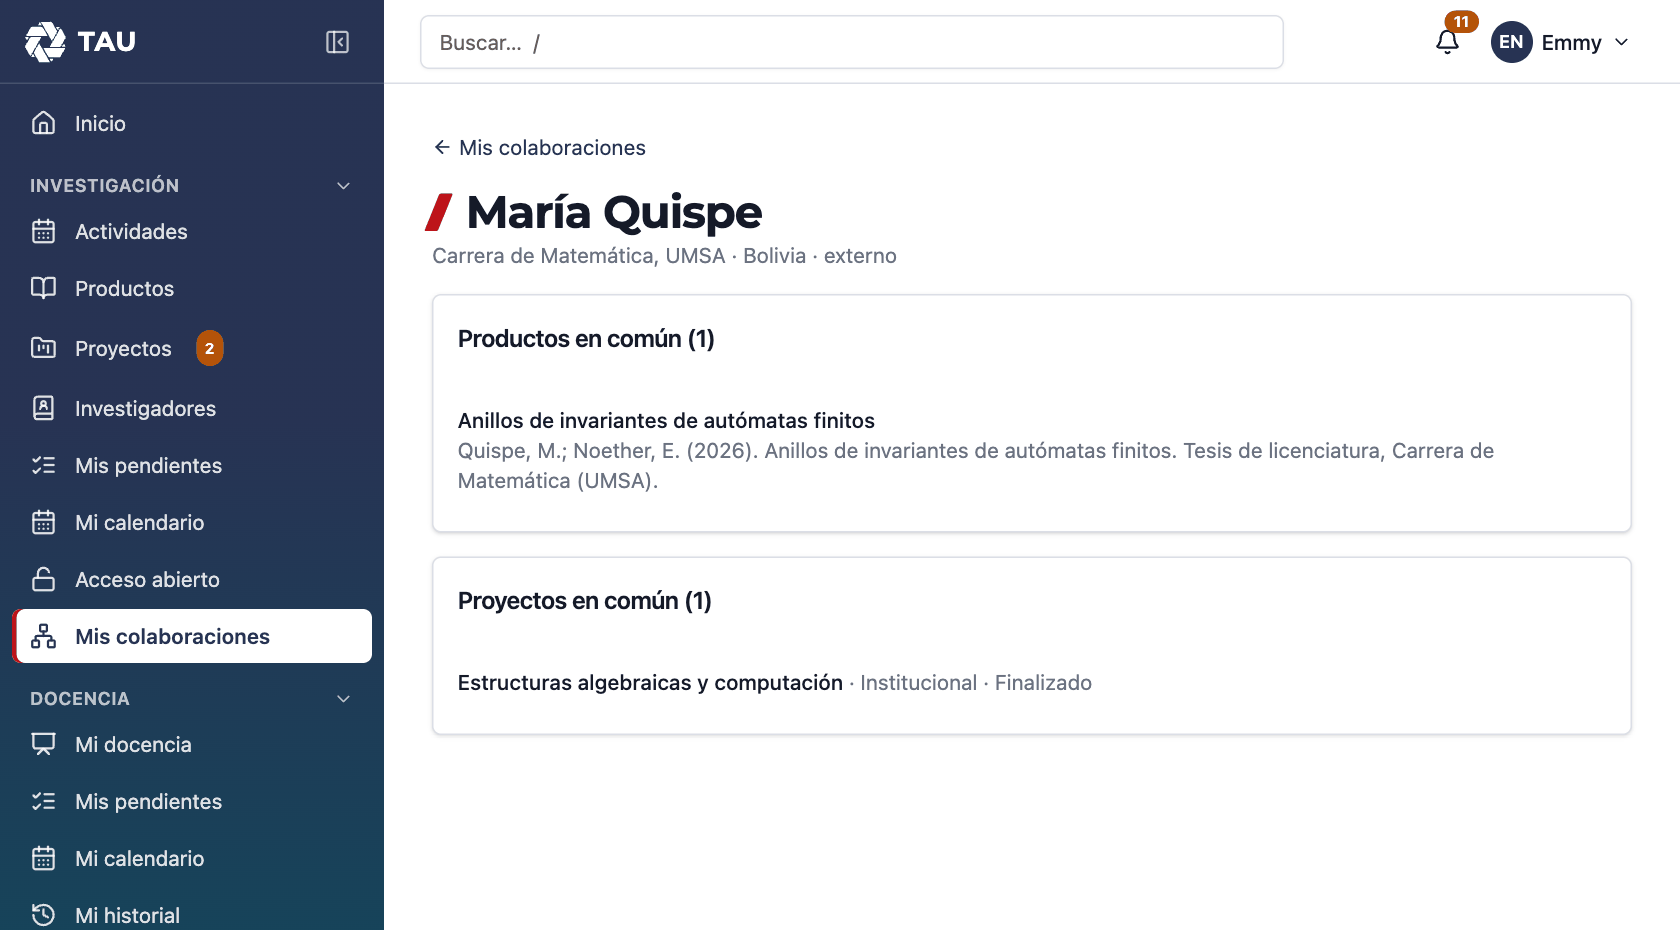 TAU
Buscar... /
11
EN
Emmy
Inicio
INVESTIGACIÓN
Actividades
Productos
Proyectos 2
Investigadores
Mis pendientes
Mi calendario
Acceso abierto
Mis colaboraciones
DOCENCIA
Mi docencia
Mis pendientes
Mi calendario
Mi historial
← Mis colaboraciones
María Quispe
Carrera de Matemática, UMSA · Bolivia · externo
Productos en común (1)
Anillos de invariantes de autómatas finitos
Quispe, M.; Noether, E. (2026). Anillos de invariantes de autómatas finitos. Tesis de licenciatura, Carrera de
Matemática (UMSA).
Proyectos en común (1)
Estructuras algebraicas y computación · Institucional · Finalizado